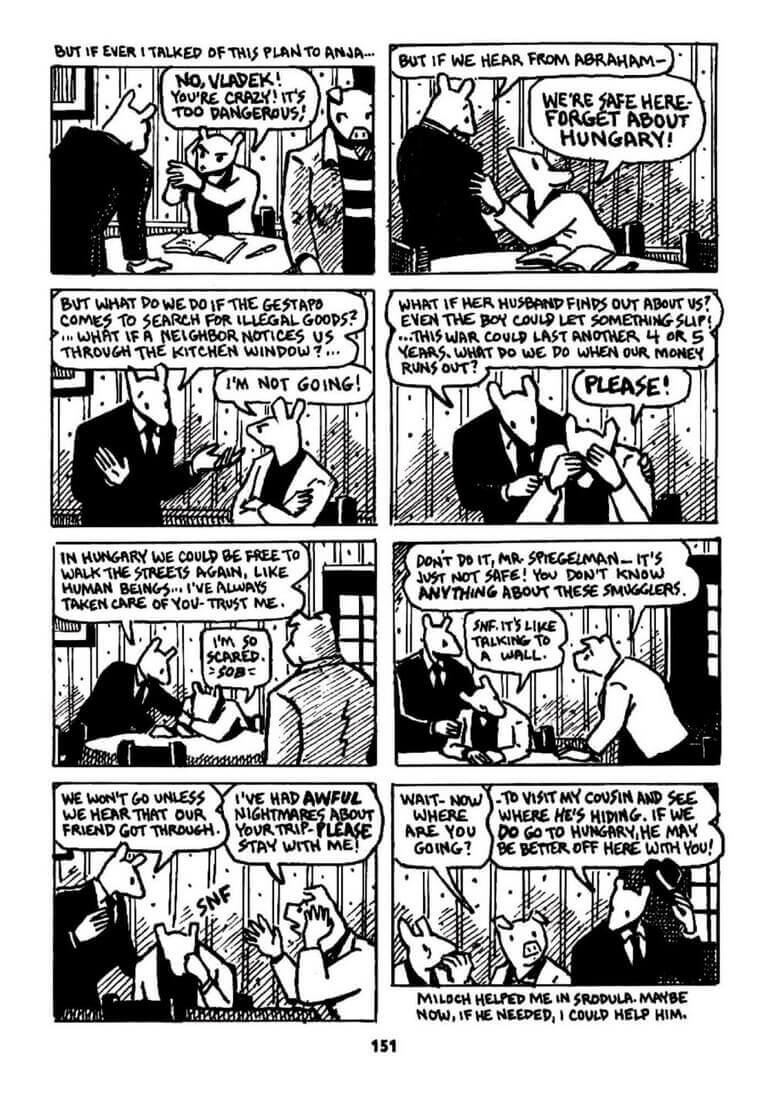 BUT IF EVER I TALKED OF THIS PLAN TO ANJA...
NO, VLADEK!
YOU'RE CRAZY! IT'S
TOO DANGEROUS!
BUT IF WE HEAR FROM ABRAHAM—
WE'RE SAFE HERE-
FORGET ABOUT
HUNGARY!
BUT WHAT DO WE DO IF THE GESTAPO
COMES TO SEARCH FOR ILLEGAL GOODS?
... WHAT IF A NEIGHBOR NOTICES US
THROUGH THE KITCHEN WINDOW?...
I'M NOT GOING!
WHAT IF HER HUSBAND FINDS OUT ABOUT US?
EVEN THE BOY COULD LET SOMETHING SLIP!
...THIS WAR COULD LAST ANOTHER 4 OR 5
YEARS. WHAT DO WE DO WHEN OUR MONEY
RUNS OUT?
PLEASE!
IN HUNGARY WE COULD BE FREE TO
WALK THE STREETS AGAIN, LIKE
HUMAN BEINGS... I'VE ALWAYS
TAKEN CARE OF YOU- TRUST ME.
I'M SO
SCARED.
=SOB=
DON'T DO IT, MR. SPIEGELMAN— IT'S
JUST NOT SAFE! YOU DON'T KNOW
ANYTHING ABOUT THESE SMUGGLERS.
SNF. IT'S LIKE
TALKING TO
A WALL.
WE WON'T GO UNLESS
WE HEAR THAT OUR
FRIEND GOT THROUGH.
I'VE HAD AWFUL
NIGHTMARES ABOUT
YOUR TRIP-PLEASE
STAY WITH ME!
SNF
WAIT- NOW
WHERE
ARE YOU
GOING?
-TO VISIT MY COUSIN AND SEE
WHERE HE'S HIDING. IF WE
DO GO TO HUNGARY, HE MAY
BE BETTER OFF HERE WITH YOU!
MILOCH HELPED ME IN SRODULA. MAYBE
NOW, IF HE NEEDED, I COULD HELP HIM.
151